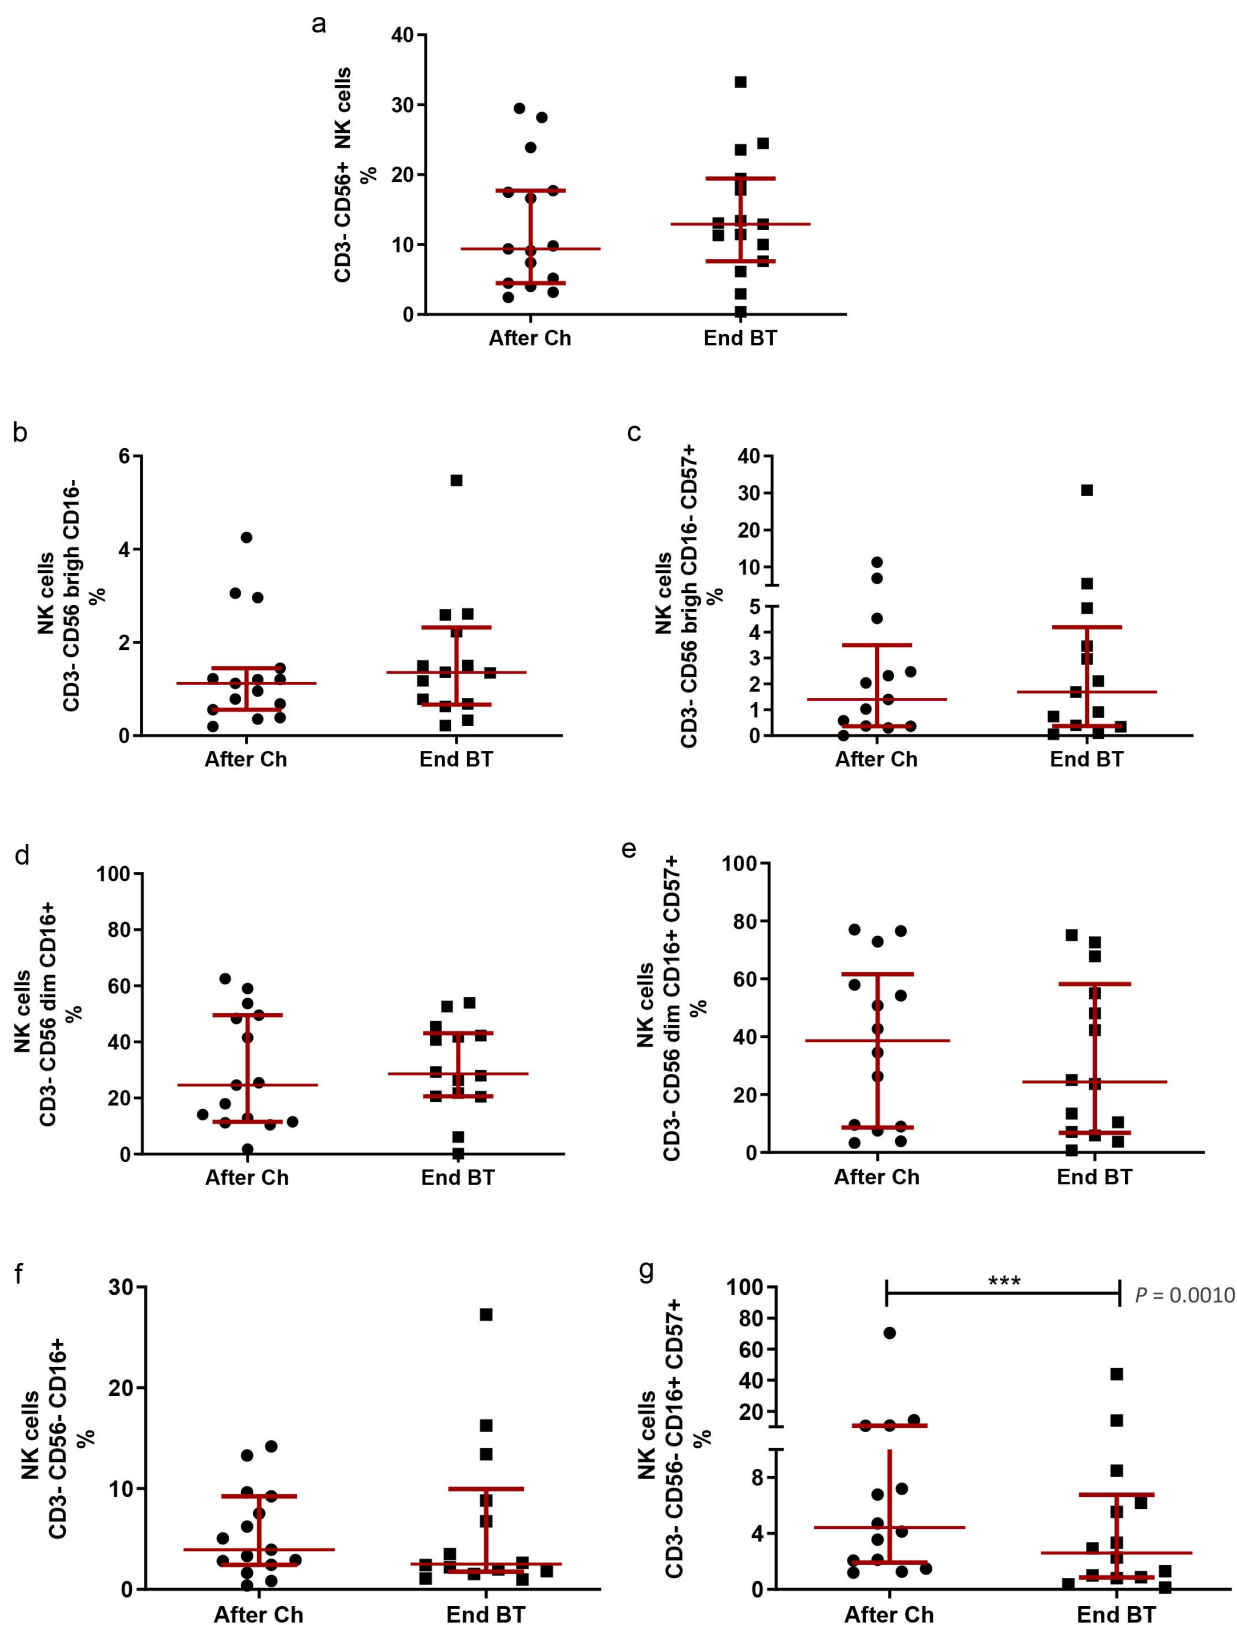 a
CD3- CD56+ NK cells
%
40
30
20
10
0
After Ch
End BT
b
NK cells
CD3- CD56 brigh CD16-
%
6
4
2
0
After Ch
End BT
c
NK cells
CD3- CD56 brigh CD16- CD57+
%
40
30
20
10
5
4
3
2
1
0
After Ch
End BT
d
NK cells
CD3- CD56 dim CD16+
%
100
80
60
40
20
0
After Ch
End BT
e
NK cells
CD3- CD56 dim CD16+ CD57+
%
100
80
60
40
20
0
After Ch
End BT
f
NK cells
CD3- CD56- CD16+
%
30
20
10
0
After Ch
End BT
g
NK cells
CD3- CD56- CD16+ CD57+
%
100
80
60
40
20
8
4
0
***
P = 0.0010
After Ch
End BT